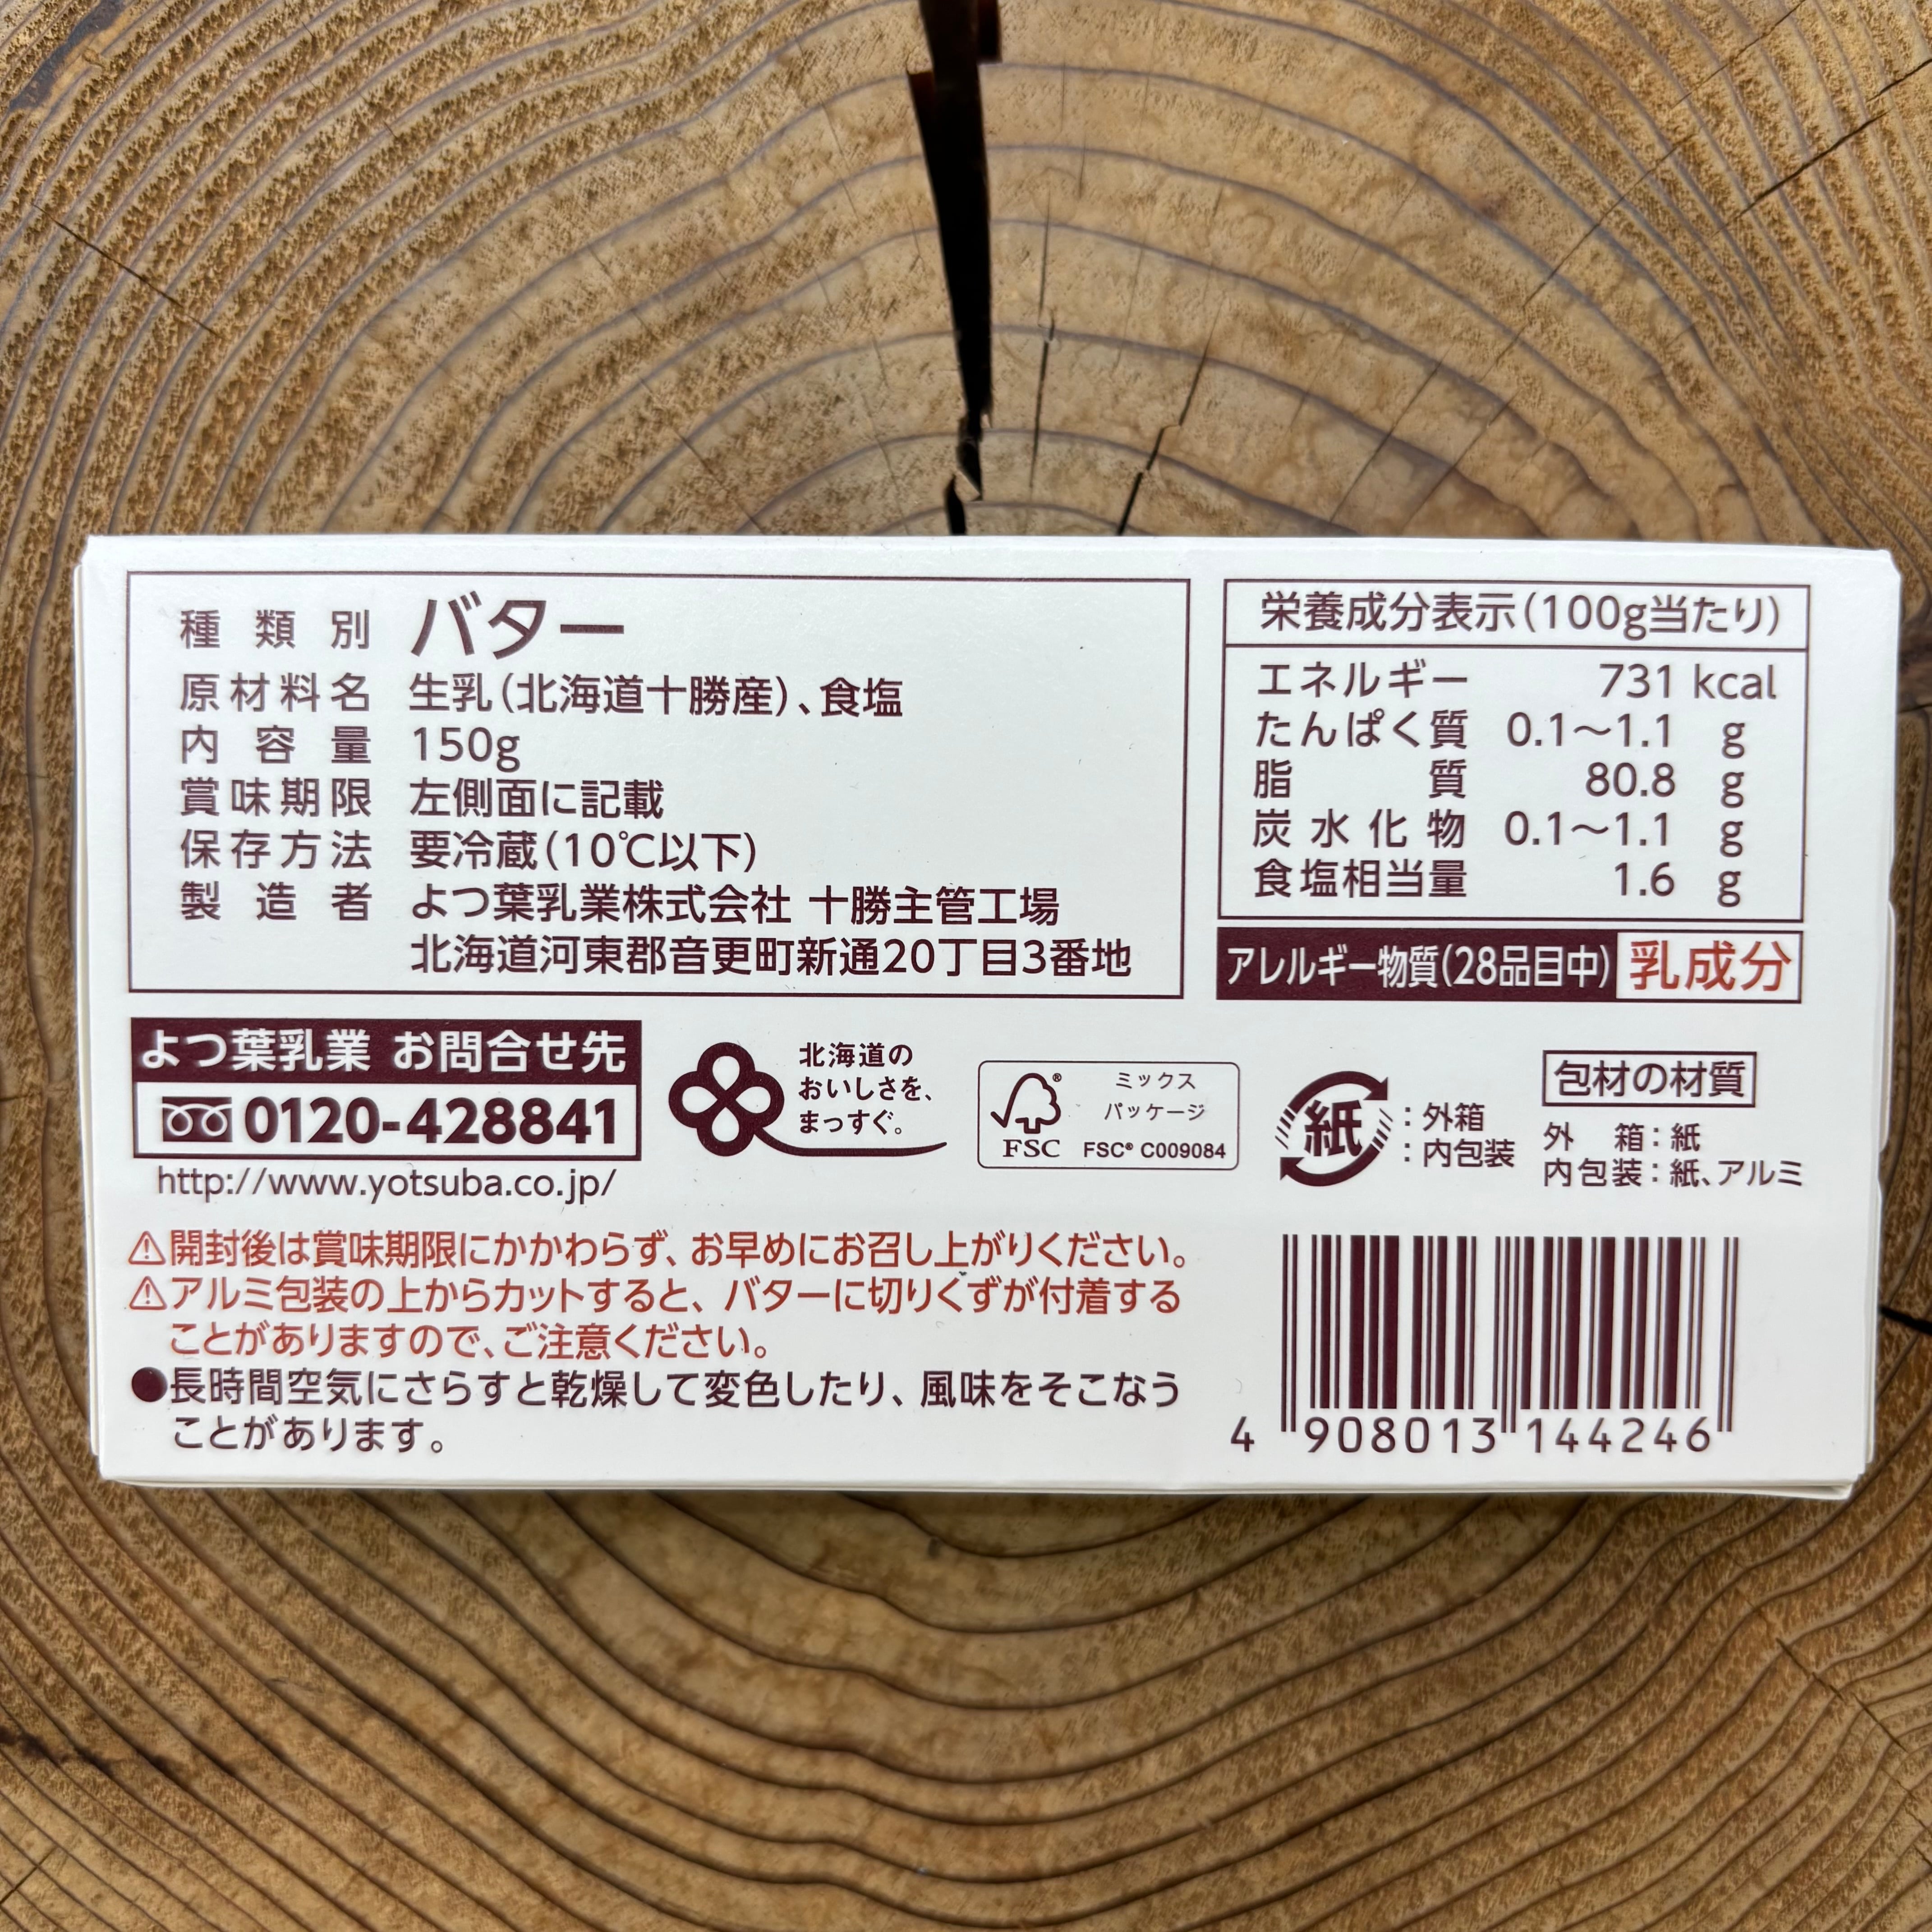 種類別 バター
原材料名 生乳(北海道十勝産)、食塩
内容量 150g
賞味期限 左側面に記載
保存方法 要冷蔵(10℃以下)
製造者 よつ葉乳業株式会社 十勝主管工場
北海道河東郡音更町新通20丁目3番地
栄養成分表示(100g当たり)
エネルギー 731 kcal
たんぱく質 0.1〜1.1 g
脂質 80.8 g
炭水化物 0.1〜1.1 g
食塩相当量 1.6 g
アレルギー物質(28品目中) 乳成分
よつ葉乳業 お問合せ先
0120-428841
http://www.yotsuba.co.jp/
北海道の
おいしさを、
まっすぐ。
ミックス
パッケージ
FSC® C009084
FSC
紙
:外箱
:内包装
包材の材質
外箱:紙
内包装:紙、アルミ
⚠開封後は賞味期限にかかわらず、お早めにお召し上がりください。
⚠アルミ包装の上からカットすると、バターに切りくずが付着する
ことがありますので、ご注意ください。
●長時間空気にさらすと乾燥して変色したり、風味をそこなう
ことがあります。
4 908013 144246